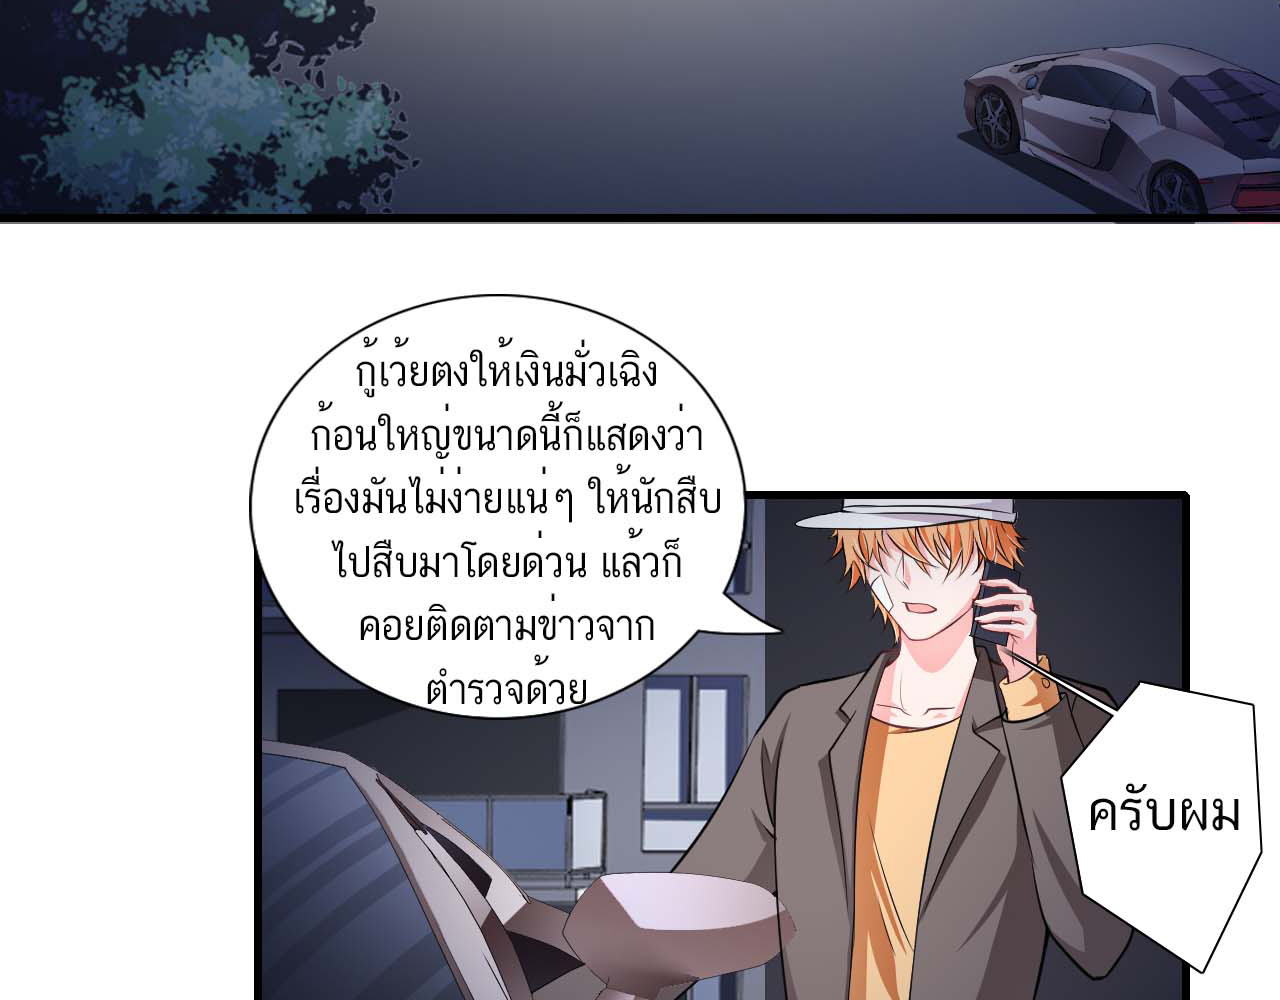 กู้เว้ยตงให้เงินมั่วเฉิง
ก้อนใหญ่ขนาดนี้ก็แสดงว่า
เรื่องมันไม่ง่ายแน่ๆ ให้นักสืบ
ไปสืบมาโดยด่วน แล้วก็
คอยติดตามข่าวจาก
ตำรวจด้วย
ครับผม